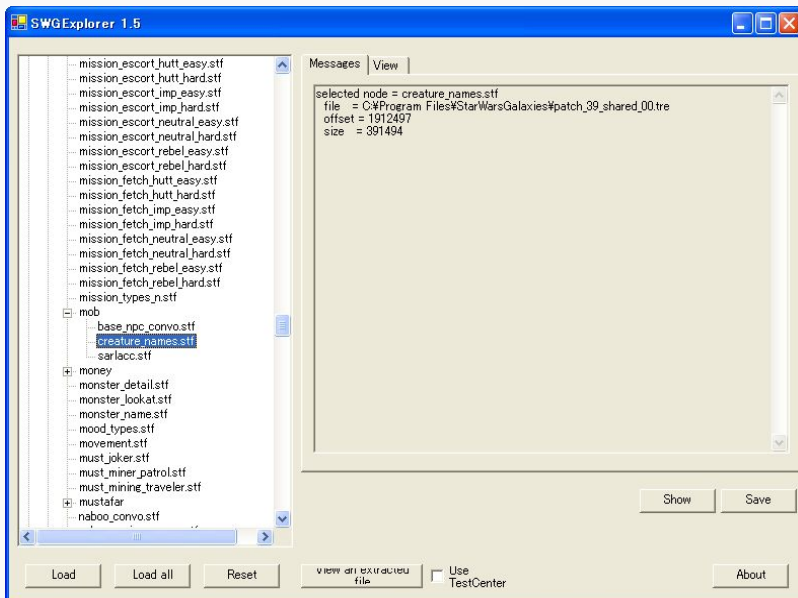 SWGExplorer 1.5
mission_escort_hutt_easy.stf
mission_escort_hutt_hard.stf
mission_escort_imp_easy.stf
mission_escort_imp_hard.stf
mission_escort_neutral_easy.stf
mission_escort_neutral_hard.stf
mission_escort_rebel_easy.stf
mission_escort_rebel_hard.stf
mission_fetch_hutt_easy.stf
mission_fetch_hutt_hard.stf
mission_fetch_imp_easy.stf
mission_fetch_imp_hard.stf
mission_fetch_neutral_easy.stf
mission_fetch_neutral_hard.stf
mission_fetch_rebel_easy.stf
mission_fetch_rebel_hard.stf
mission_types_n.stf
mob
base_npc_convo.stf
creature_names.stf
sarlacc.stf
money
monster_detail.stf
monster_lookat.stf
monster_name.stf
mood_types.stf
movement.stf
must_joker.stf
must_miner_patrol.stf
must_mining_traveler.stf
mustafar
naboo_convo.stf
Messages View
selected node = creature_names.stf
file = C:¥Program Files¥StarWarsGalaxies¥patch_39_shared_00.tre
offset = 1912497
size = 391494
Show Save
Load Load all Reset
View an extracted
file
Use
TestCenter
About